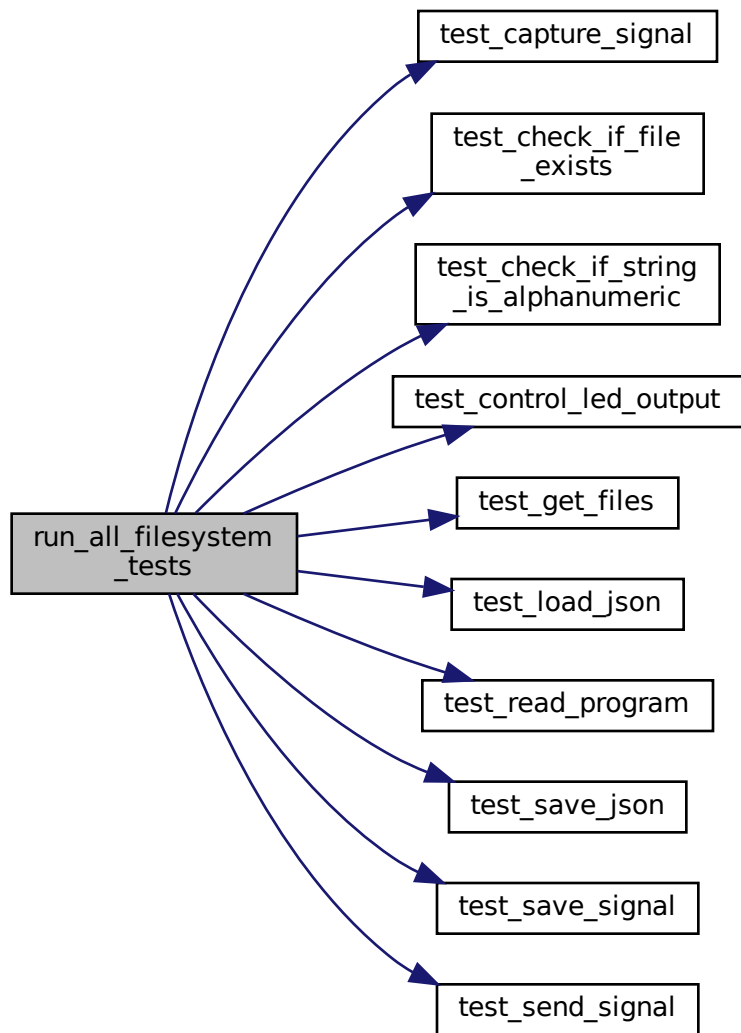 test_capture_signal
test_check_if_file
_exists
test_check_if_string
_is_alphanumeric
test_control_led_output
test_get_files
run_all_filesystem
_tests
test_load_json
test_read_program
test_save_json
test_save_signal
test_send_signal